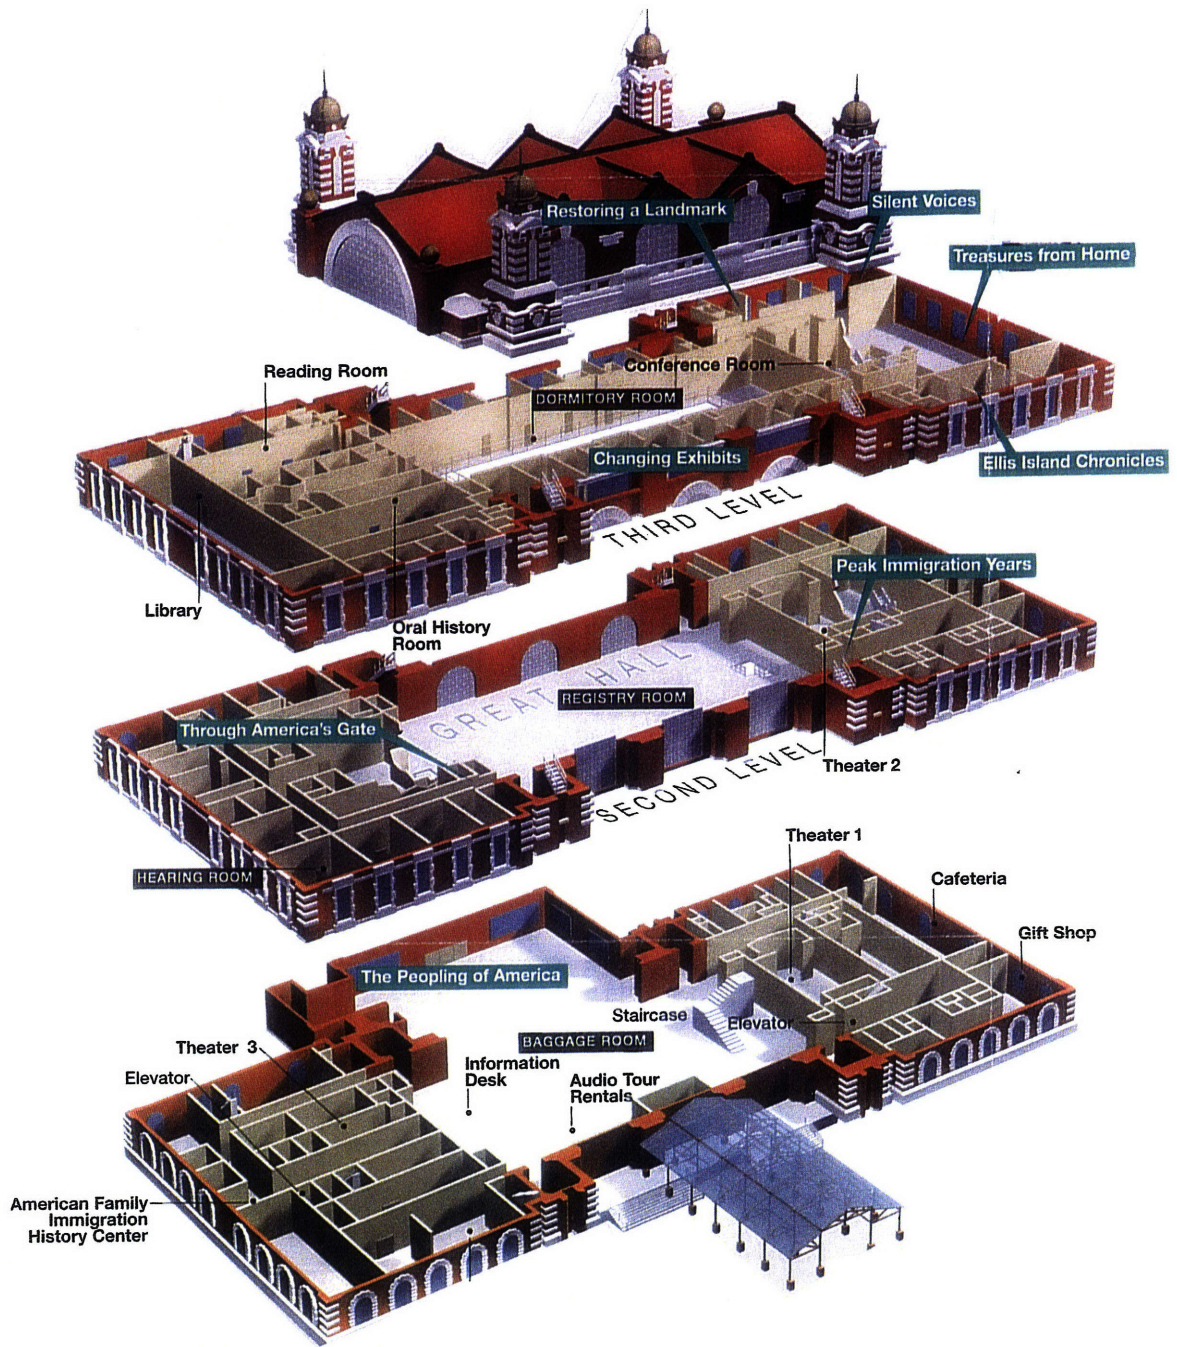 Restoring a Landmark
Silent Voices
Treasures from Home
Reading Room
Conference Room
DORMITORY ROOM
Changing Exhibits
Ellis Island Chronicles
THIRD LEVEL
Library
Oral History
Room
Peak Immigration Years
GREAT HALL
REGISTRY ROOM
Through America's Gate
SECOND LEVEL
Theater 2
HEARING ROOM
Theater 1
Cafeteria
Gift Shop
The Peopling of America
Staircase
Elevator
BAGGAGE ROOM
Theater 3
Information
Desk
Elevator
Audio Tour
Rentals
American Family
Immigration
History Center